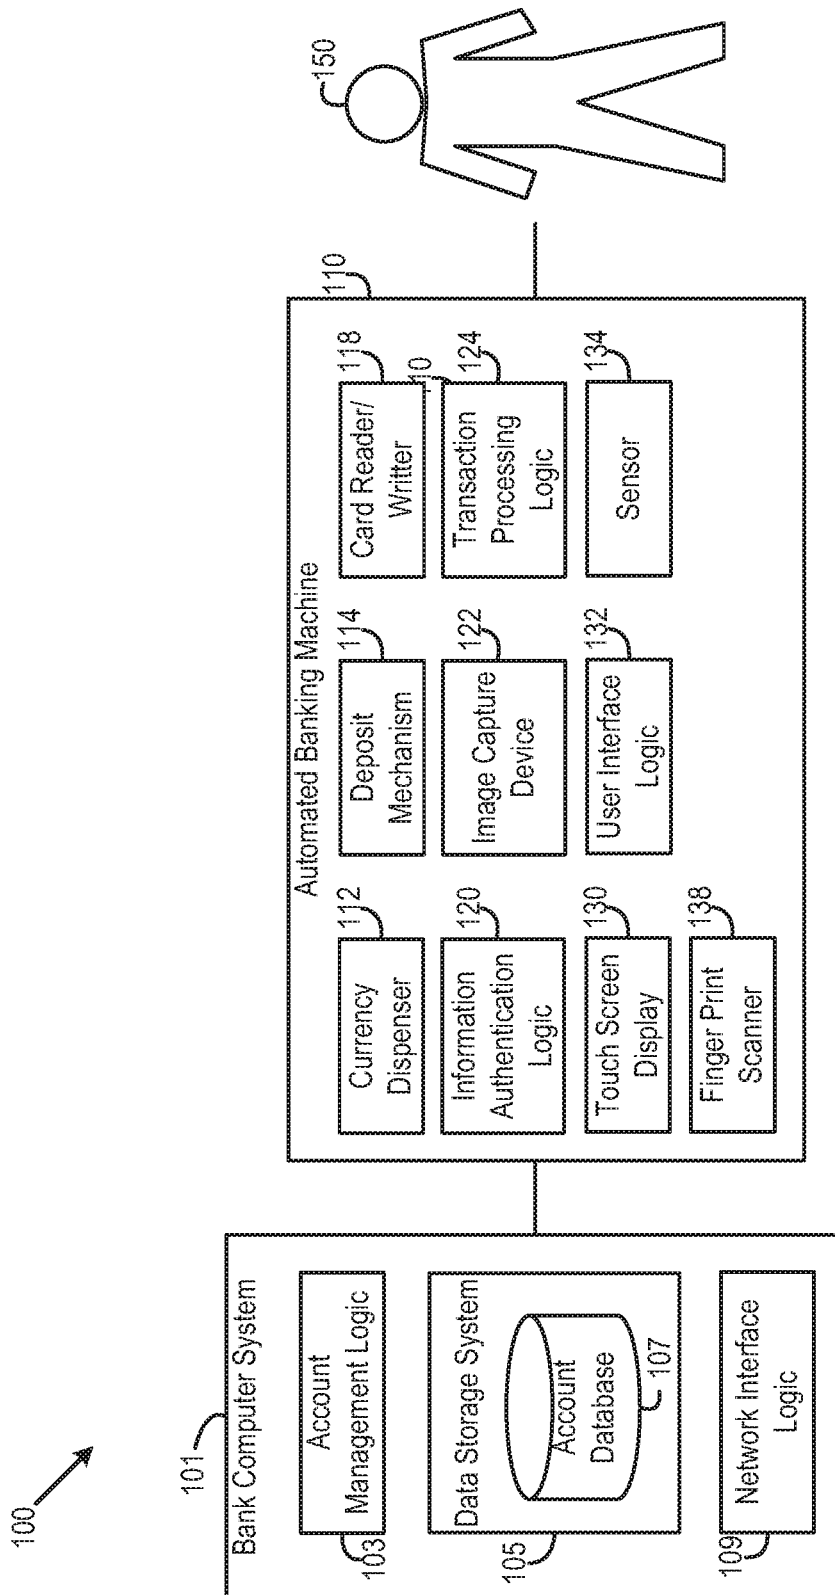 100
101
Bank Computer System
Account
Management Logic
103
Data Storage System
Account
Database
107
105
Network Interface
Logic
109
110
Automated Banking Machine
112
Currency
Dispenser
114
Deposit
Mechanism
118
Card Reader/
Writter
120
Information
Authentication
Logic
122
Image Capture
Device
10
124
Transaction
Processing
Logic
130
Touch Screen
Display
132
User Interface
Logic
134
Sensor
138
Finger Print
Scanner
150